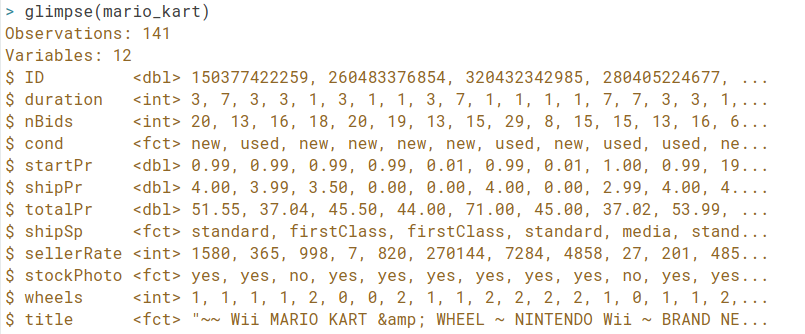 > glimpse(mario_kart)
Observations: 141
Variables: 12
$ ID         <dbl> 150377422259, 260483376854, 320432342985, 280405224677, ...
$ duration   <int> 3, 7, 3, 3, 1, 3, 1, 1, 3, 7, 1, 1, 1, 1, 7, 7, 3, 3, 1,...
$ nBids      <int> 20, 13, 16, 18, 20, 19, 13, 15, 29, 8, 15, 15, 13, 16, 6...
$ cond       <fct> new, used, new, new, new, new, used, new, used, used, ne...
$ startPr    <dbl> 0.99, 0.99, 0.99, 0.99, 0.01, 0.99, 0.01, 1.00, 0.99, 19...
$ shipPr     <dbl> 4.00, 3.99, 3.50, 0.00, 0.00, 4.00, 0.00, 2.99, 4.00, 4....
$ totalPr    <dbl> 51.55, 37.04, 45.50, 44.00, 71.00, 45.00, 37.02, 53.99, ...
$ shipSp     <fct> standard, firstClass, firstClass, standard, media, stand...
$ sellerRate <int> 1580, 365, 998, 7, 820, 270144, 7284, 4858, 27, 201, 485...
$ stockPhoto <fct> yes, yes, no, yes, yes, yes, yes, yes, yes, no, yes, yes...
$ wheels     <int> 1, 1, 1, 1, 2, 0, 0, 2, 1, 1, 2, 2, 2, 2, 1, 0, 1, 1, 2,...
$ title      <fct> "~~ Wii MARIO KART &amp; WHEEL ~ NINTENDO Wii ~ BRAND NE...